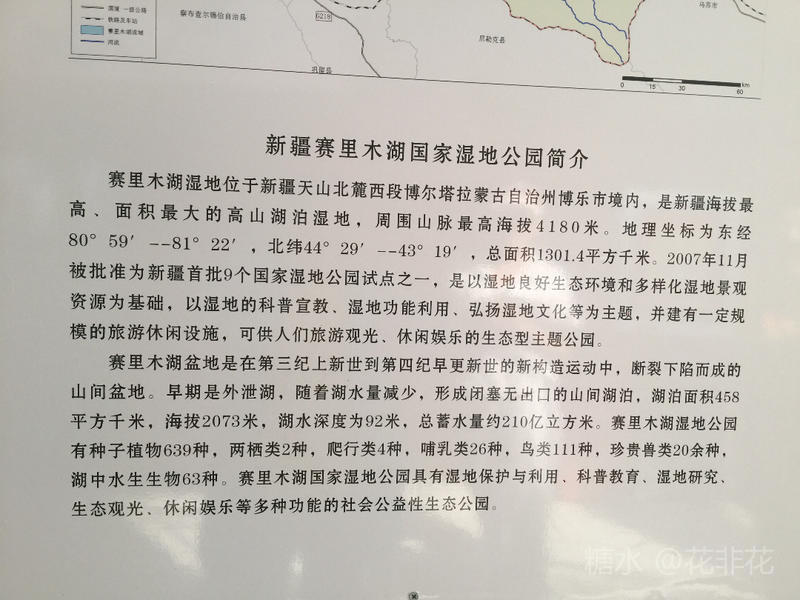 国道 一级公路
铁路及车站
赛里木湖流域
河流
察布查尔锡伯自治县
G218
巩留县
尼勒克县
乌苏市
km
0 15 30 60
新疆赛里木湖国家湿地公园简介
赛里木湖湿地位于新疆天山北麓西段博尔塔拉蒙古自治州博乐市境内，是新疆海拔最
高、面积最大的高山湖泊湿地，周围山脉最高海拔4180米。地理坐标为东经
80°59′--81°22′，北纬44°29′--43°19′，总面积1301.4平方千米。2007年11月
被批准为新疆首批9个国家湿地公园试点之一，是以湿地良好生态环境和多样化湿地景观
资源为基础，以湿地的科普宣教、湿地功能利用、弘扬湿地文化等为主题，并建有一定规
模的旅游休闲设施，可供人们旅游观光、休闲娱乐的生态型主题公园。
赛里木湖盆地是在第三纪上新世到第四纪早更新世的新构造运动中，断裂下陷而成的
山间盆地。早期是外泄湖，随着湖水量减少，形成闭塞无出口的山间湖泊，湖泊面积458
平方千米，海拔2073米，湖水深度为92米，总蓄水量约210亿立方米。赛里木湖湿地公园
有种子植物639种，两栖类2种，爬行类4种，哺乳类26种，鸟类111种，珍贵兽类20余种，
湖中水生生物63种。赛里木湖国家湿地公园具有湿地保护与利用、科普教育、湿地研究、
生态观光、休闲娱乐等多种功能的社会公益性生态公园。
糖水 @花非花